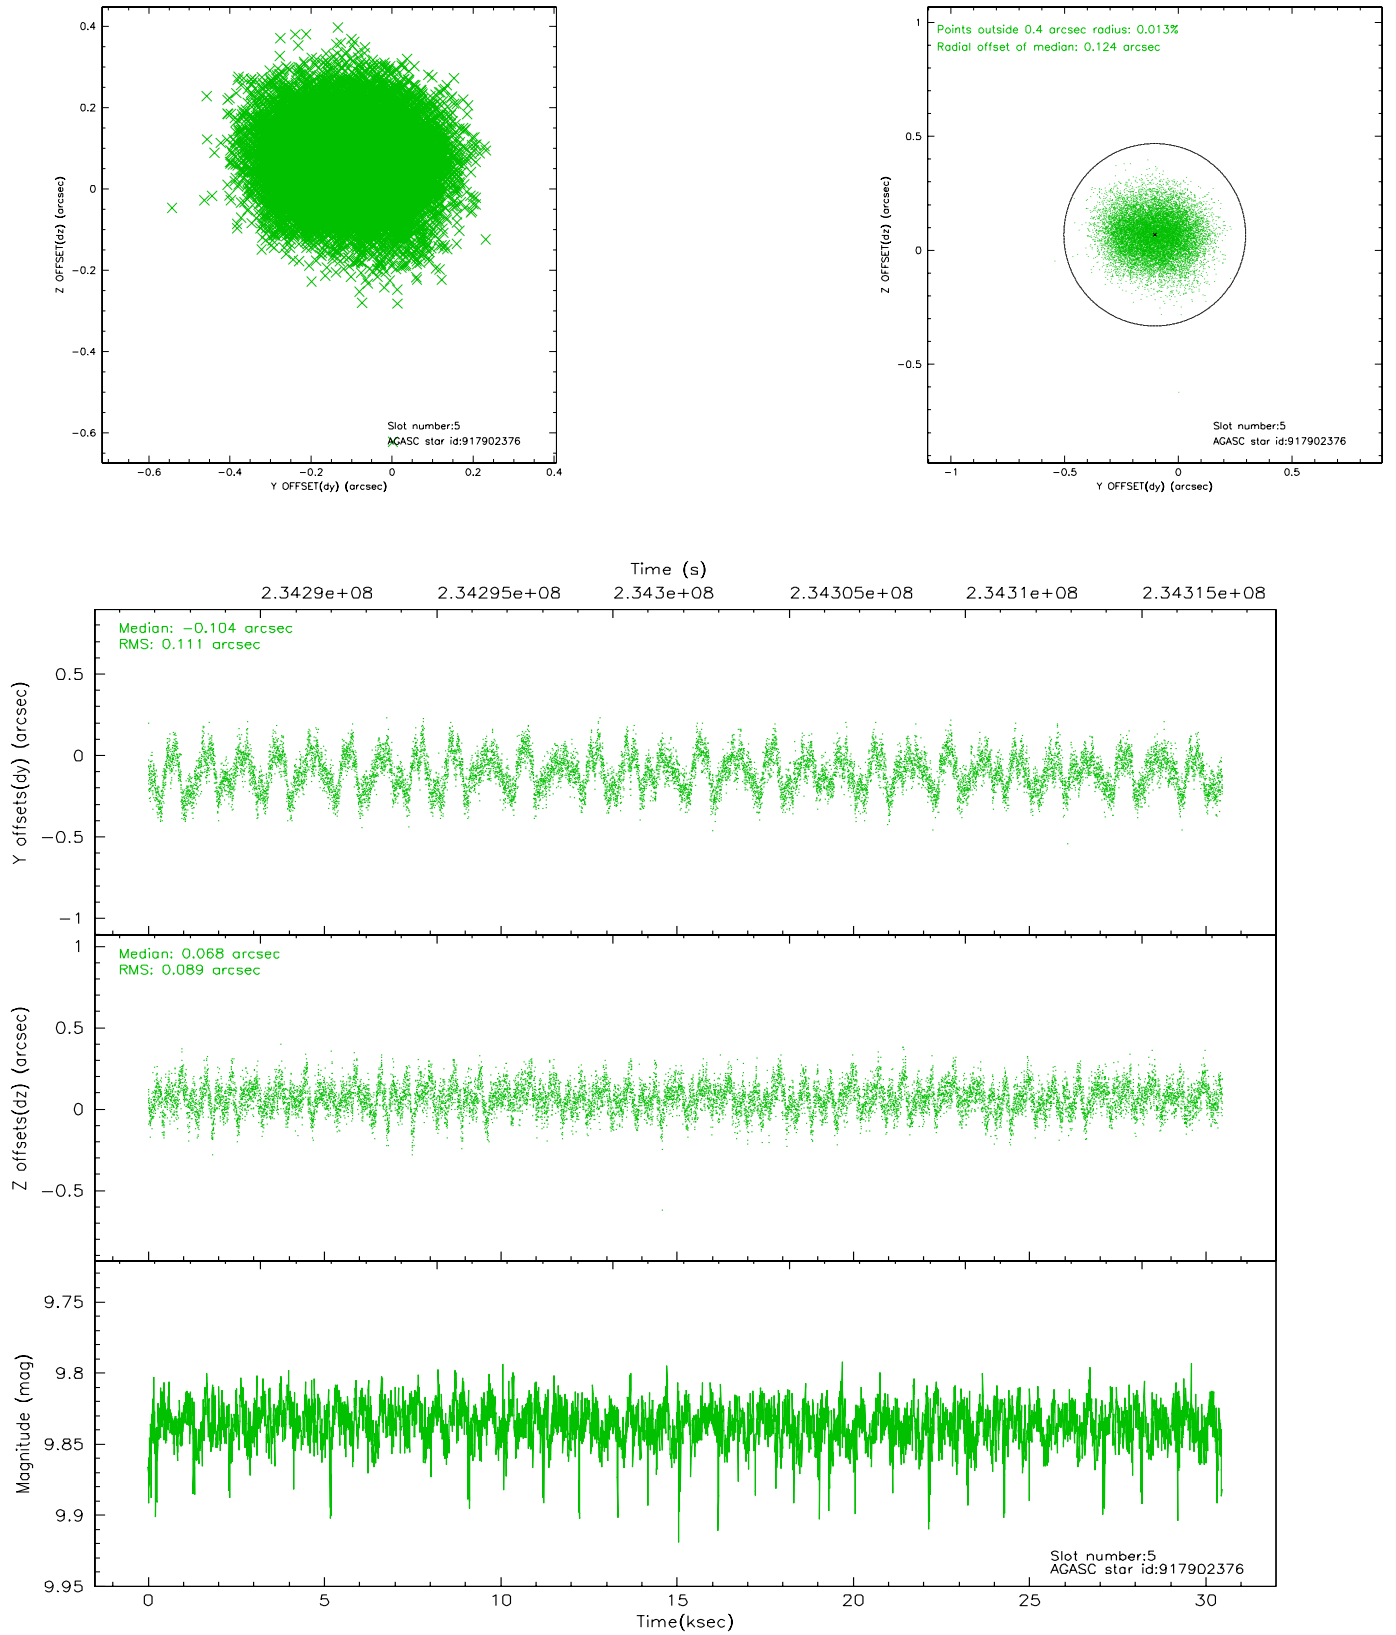 0.4
0.2
0
−0.2
−0.4
−0.6
Z OFFSET(dz) (arcsec)
−0.6
−0.4
−0.2
0
0.2
0.4
Y OFFSET(dy) (arcsec)
Slot number:5
AGASC star id:917902376
Points outside 0.4 arcsec radius: 0.013%
Radial offset of median: 0.124 arcsec
1
0.5
0
−0.5
Z OFFSET(dz) (arcsec)
−1
−0.5
0
0.5
Y OFFSET(dy) (arcsec)
Slot number:5
AGASC star id:917902376
Time (s)
2.3429e+08
2.34295e+08
2.343e+08
2.34305e+08
2.3431e+08
2.34315e+08
Median: −0.104 arcsec
RMS: 0.111 arcsec
0.5
0
−0.5
−1
Y offsets(dy) (arcsec)
Median: 0.068 arcsec
RMS: 0.089 arcsec
1
0.5
0
−0.5
Z offsets(dz) (arcsec)
9.75
9.8
9.85
9.9
9.95
Magnitude (mag)
Slot number:5
AGASC star id:917902376
0
5
10
15
20
25
30
Time(ksec)